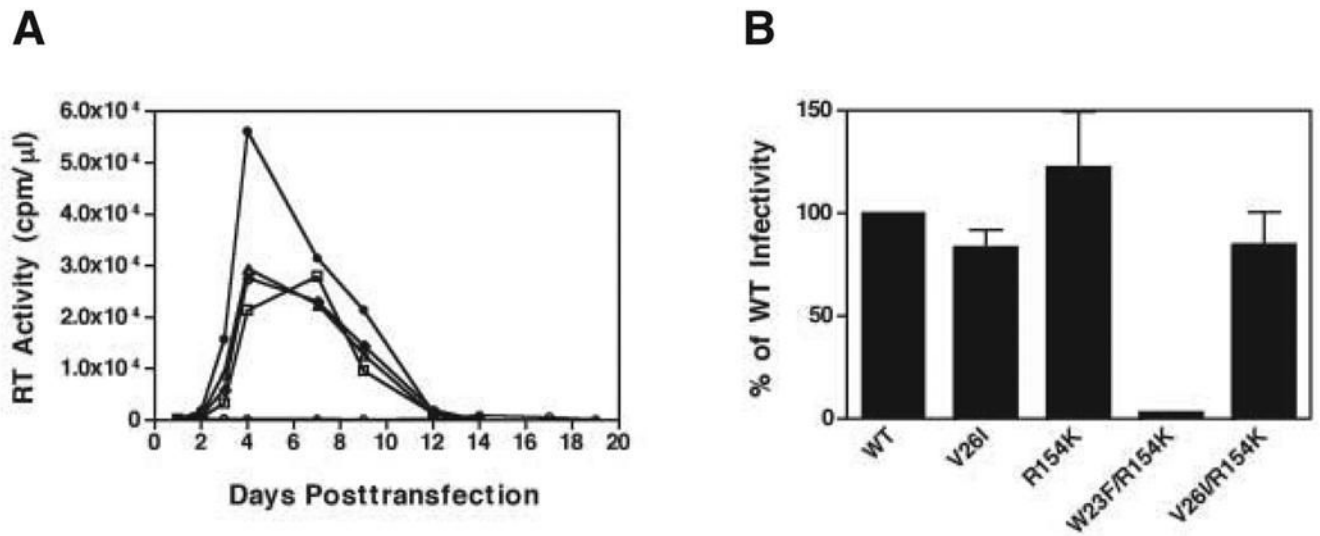 A
B
6.0x10⁴
5.0x10⁴
4.0x10⁴
3.0x10⁴
2.0x10⁴
1.0x10⁴
0
RT Activity (cpm/µl)
0 2 4 6 8 10 12 14 16 18 20
Days Posttransfection
150
100
50
0
% of WT Infectivity
WT
V26I
R154K
W23F/R154K
V26I/R154K